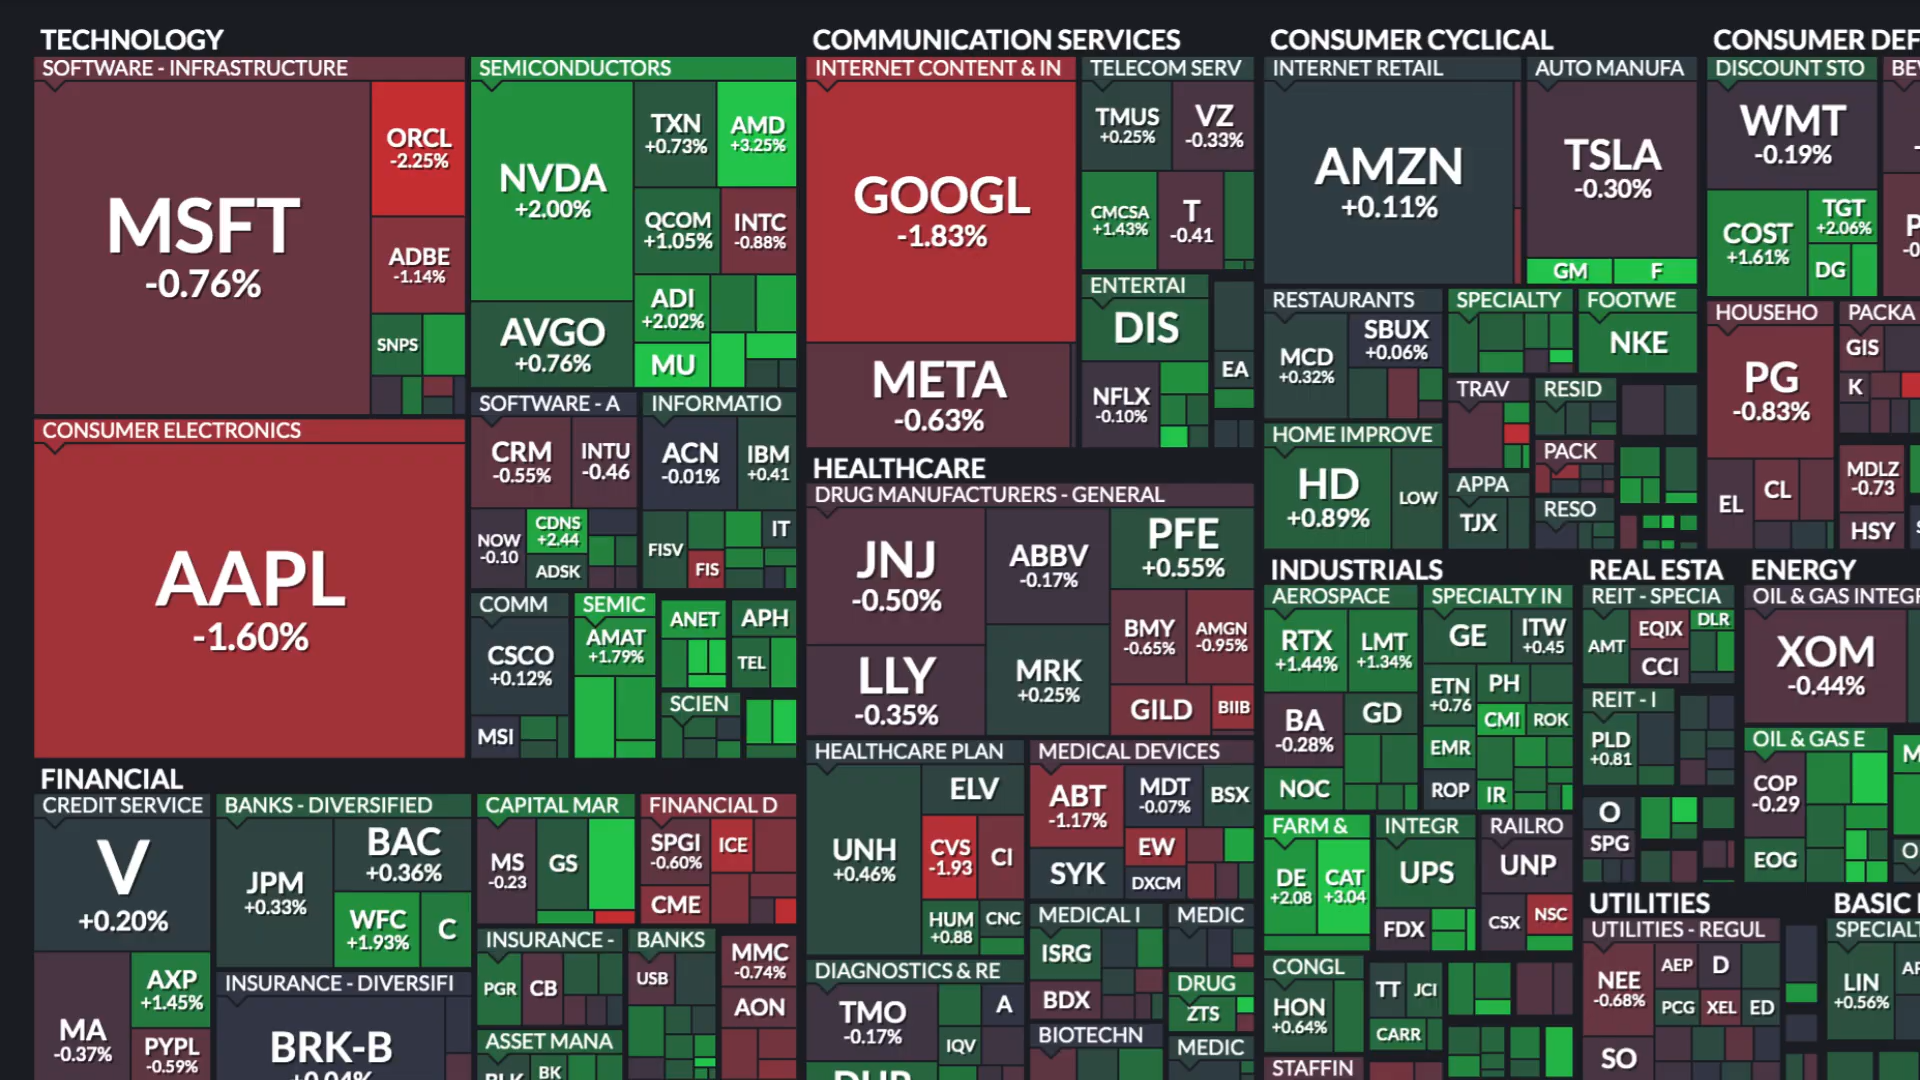 TECHNOLOGY
SOFTWARE - INFRASTRUCTURE
MSFT
-0.76%
ORCL
-2.25%
ADBE
-1.14%
SNPS
CONSUMER ELECTRONICS
AAPL
-1.60%
SEMICONDUCTORS
NVDA
+2.00%
TXN
+0.73%
AMD
+3.25%
QCOM
+1.05%
INTC
-0.88%
AVGO
+0.76%
ADI
+2.02%
MU
SOFTWARE - A
CRM
-0.55%
INTU
-0.46
NOW
-0.10
CDNS
+2.44
ADSK
INFORMATIO
ACN
-0.01%
IBM
+0.41
FISV
FIS
IT
COMM
CSCO
+0.12%
MSI
SEMIC
AMAT
+1.79%
ANET
APH
TEL
SCIEN
COMMUNICATION SERVICES
INTERNET CONTENT & IN
GOOGL
-1.83%
META
-0.63%
TELECOM SERV
TMUS
+0.25%
VZ
-0.33%
CMCSA
+1.43%
T
-0.41
ENTERTAI
DIS
NFLX
-0.10%
EA
CONSUMER CYCLICAL
INTERNET RETAIL
AMZN
+0.11%
AUTO MANUFA
TSLA
-0.30%
GM
F
RESTAURANTS
MCD
+0.32%
SBUX
+0.06%
SPECIALTY
FOOTWE
NKE
HOME IMPROVE
HD
+0.89%
LOW
TRAV
RESID
PACK
APPA
TJX
RESO
CONSUMER DEF
DISCOUNT STO
WMT
-0.19%
COST
+1.61%
TGT
+2.06%
DG
BEV
-0
HOUSEHO
PG
-0.83%
EL
CL
PACKA
GIS
K
MDLZ
-0.73
HSY
HEALTHCARE
DRUG MANUFACTURERS - GENERAL
JNJ
-0.50%
LLY
-0.35%
ABBV
-0.17%
MRK
+0.25%
PFE
+0.55%
BMY
-0.65%
AMGN
-0.95%
GILD
BIIB
HEALTHCARE PLAN
UNH
+0.46%
ELV
CVS
-1.93
CI
HUM
+0.88
CNC
MEDICAL DEVICES
ABT
-1.17%
MDT
-0.07%
BSX
SYK
EW
DXCM
MEDICAL I
ISRG
BDX
MEDIC
DIAGNOSTICS & RE
TMO
-0.17%
A
IQV
DHR
DRUG
ZTS
BIOTECHN
MEDIC
INDUSTRIALS
AEROSPACE
RTX
+1.44%
LMT
+1.34%
BA
-0.28%
GD
NOC
SPECIALTY IN
GE
ITW
+0.45
ETN
+0.76
PH
CMI
ROK
EMR
ROP
IR
FARM &
DE
+2.08
CAT
+3.04
INTEGR
UPS
FDX
RAILRO
UNP
CSX
NSC
CONGL
HON
+0.64%
TT
JCI
CARR
STAFFIN
REAL ESTA
REIT - SPECIA
AMT
EQIX
DLR
CCI
REIT - I
PLD
+0.81
O
SPG
ENERGY
OIL & GAS INTEGR
XOM
-0.44%
OIL & GAS E
COP
-0.29
EOG
UTILITIES
UTILITIES - REGUL
NEE
-0.68%
AEP
D
PCG
XEL
ED
SO
BASIC
SPECIALT
LIN
+0.56%
FINANCIAL
CREDIT SERVICE
V
+0.20%
MA
-0.37%
AXP
+1.45%
PYPL
-0.59%
BANKS - DIVERSIFIED
JPM
+0.33%
BAC
+0.36%
WFC
+1.93%
C
INSURANCE - DIVERSIFI
BRK-B
+0.04%
CAPITAL MAR
MS
-0.23
GS
FINANCIAL D
SPGI
-0.60%
ICE
CME
INSURANCE -
PGR
CB
BANKS
USB
MMC
-0.74%
AON
ASSET MANA
BLK
BK